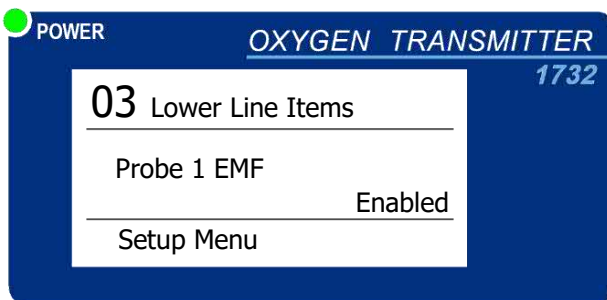 POWER
OXYGEN TRANSMITTER
1732
03 Lower Line Items
Probe 1 EMF
Enabled
Setup Menu